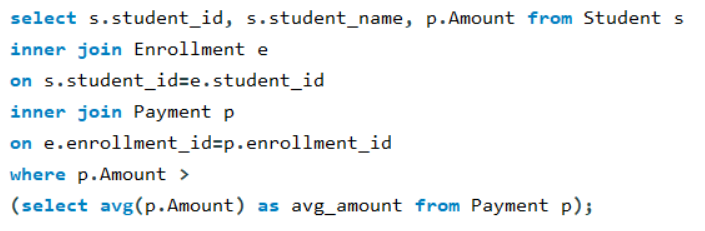 select s.student_id, s.student_name, p.Amount from Student s
inner join Enrollment e
on s.student_id=e.student_id
inner join Payment p
on e.enrollment_id=p.enrollment_id
where p.Amount >
(select avg(p.Amount) as avg_amount from Payment p);